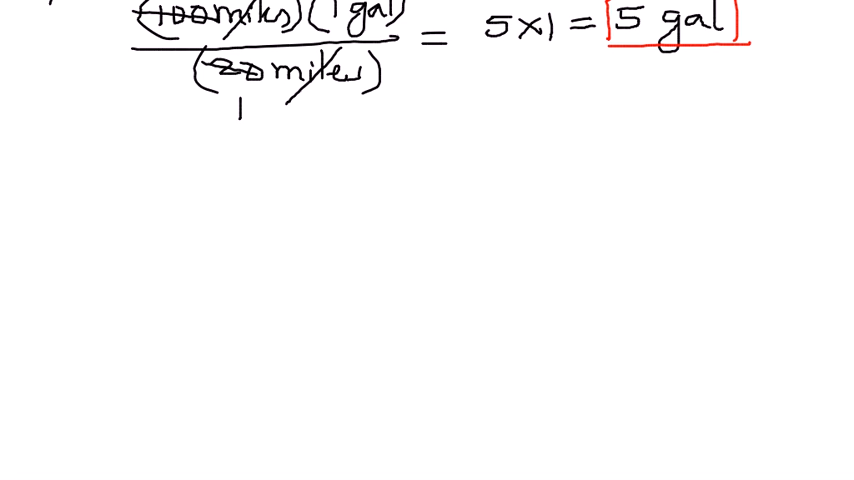 (100 miles)(1 gal)
= 5×1 = 5 gal
(20 miles)
1